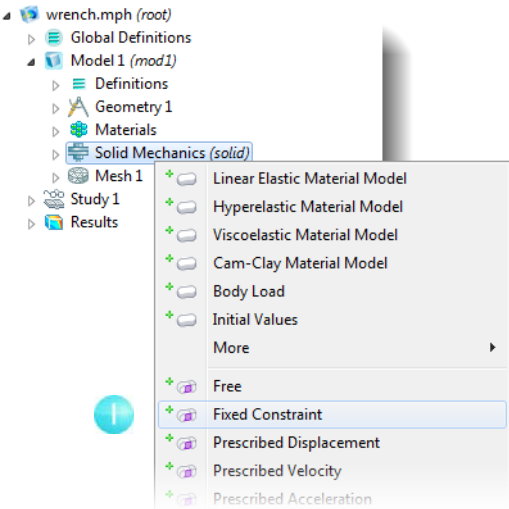 wrench.mph (root)
Global Definitions
Model 1 (mod1)
Definitions
Geometry 1
Materials
Solid Mechanics (solid)
Mesh 1
Study 1
Results
Linear Elastic Material Model
Hyperelastic Material Model
Viscoelastic Material Model
Cam-Clay Material Model
Body Load
Initial Values
More
Free
1
Fixed Constraint
Prescribed Displacement
Prescribed Velocity
Prescribed Acceleration